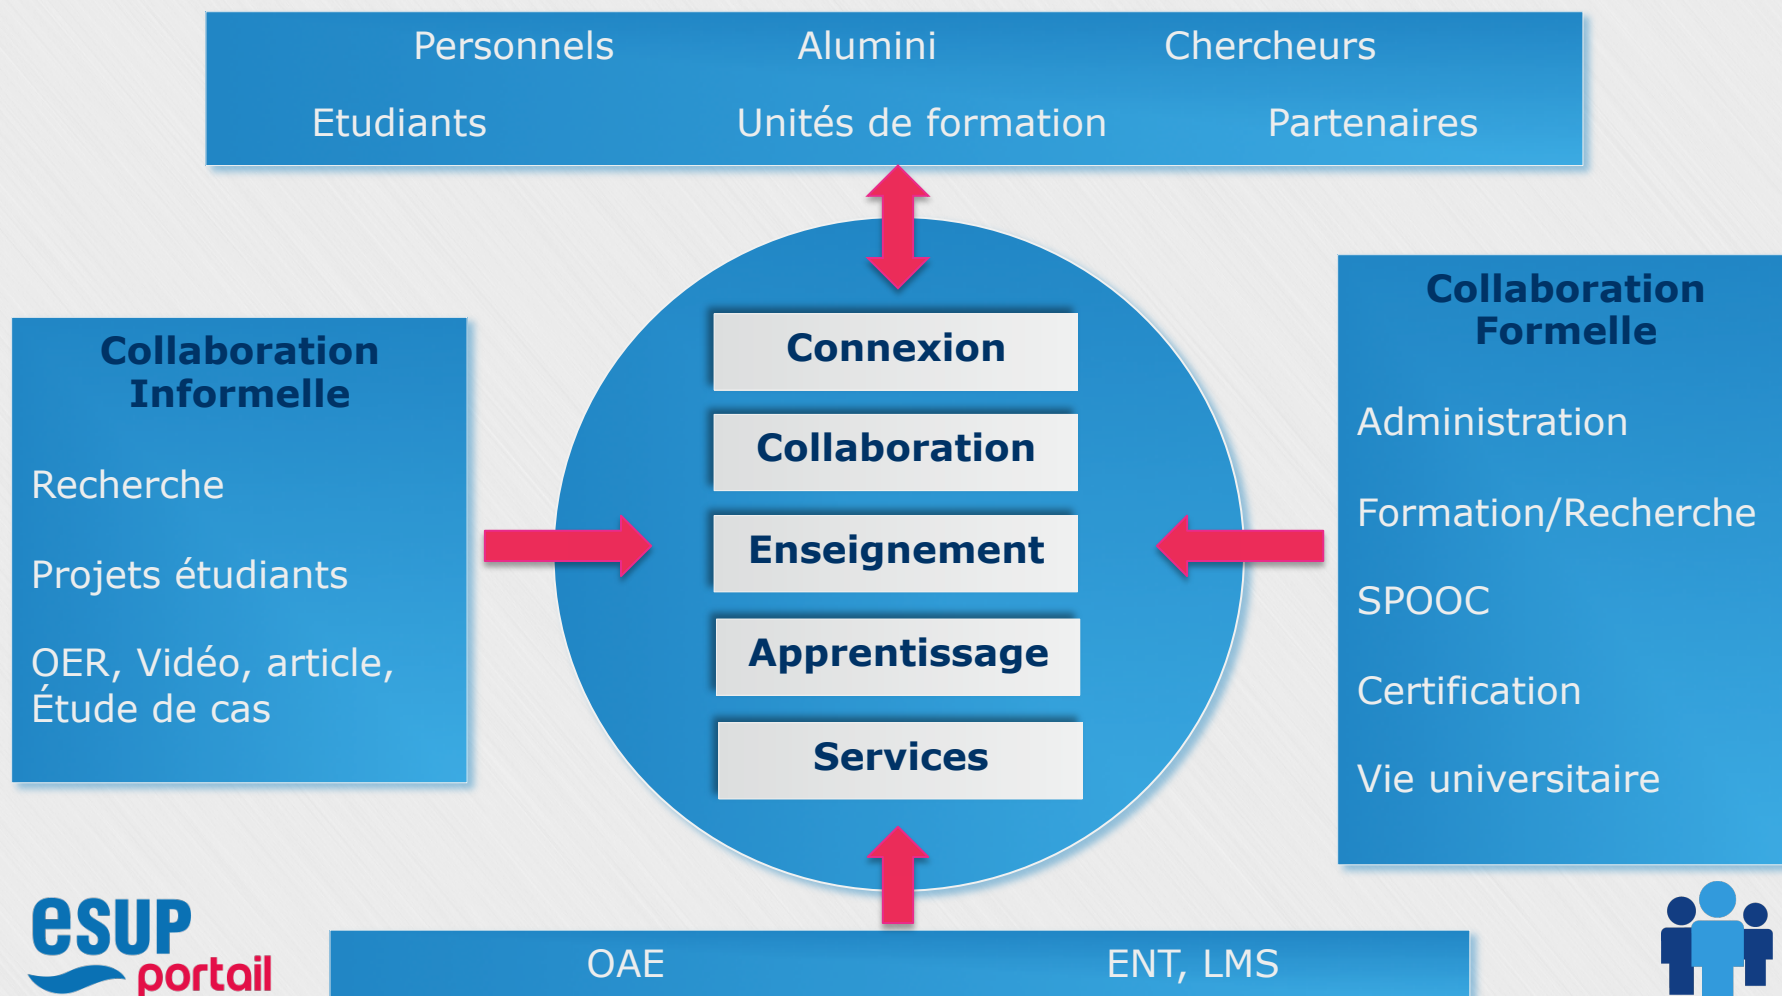 Personnels Alumini Chercheurs
Etudiants Unités de formation Partenaires
Collaboration
Informelle
Recherche
Projets étudiants
OER, Vidéo, article,
Étude de cas
Connexion
Collaboration
Enseignement
Apprentissage
Services
Collaboration
Formelle
Administration
Formation/Recherche
SPOOC
Certification
Vie universitaire
esup
portail
OAE ENT, LMS